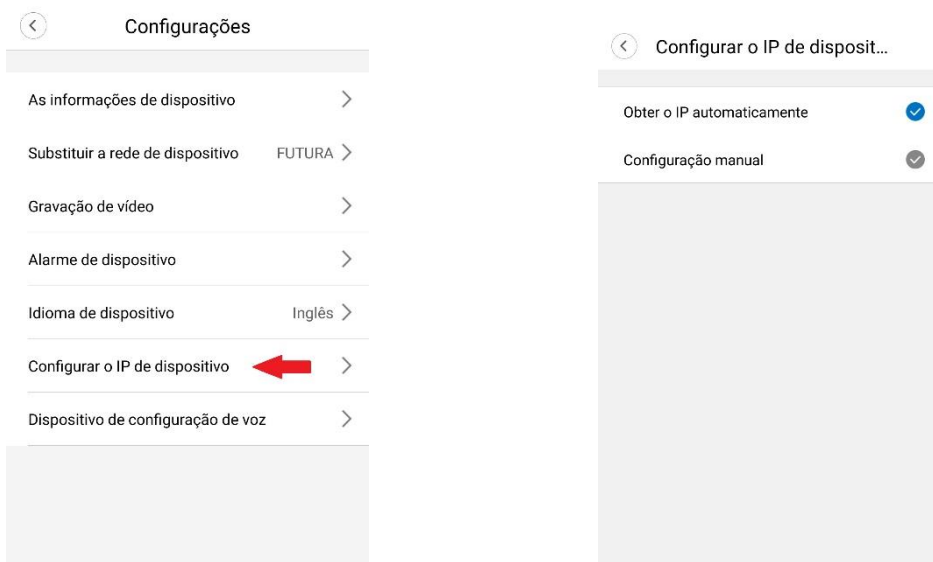 Configurações
As informações de dispositivo
Substituir a rede de dispositivo FUTURA
Gravação de vídeo
Alarme de dispositivo
Idioma de dispositivo Inglês
Configurar o IP de dispositivo
Dispositivo de configuração de voz
Configurar o IP de disposit...
Obter o IP automaticamente
Configuração manual